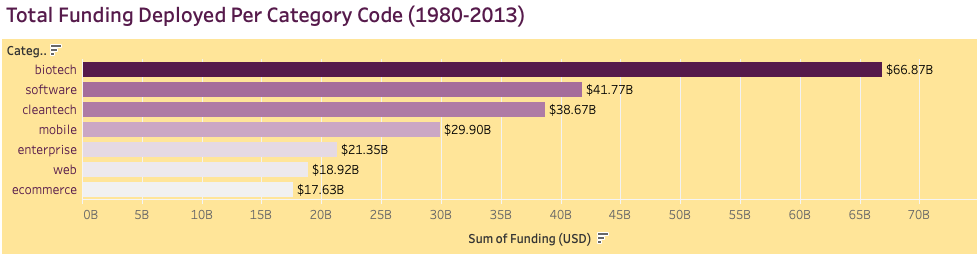 Total Funding Deployed Per Category Code (1980-2013)
Categ..
biotech $66.87B
software $41.77B
cleantech $38.67B
mobile $29.90B
enterprise $21.35B
web $18.92B
ecommerce $17.63B
0B 5B 10B 15B 20B 25B 30B 35B 40B 45B 50B 55B 60B 65B 70B
Sum of Funding (USD)